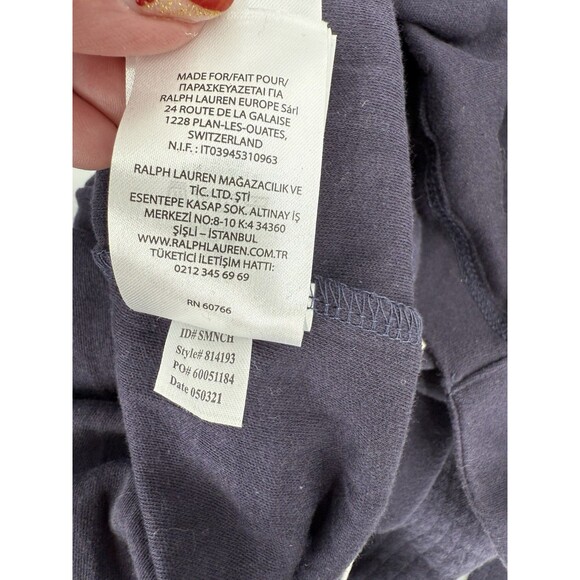 MADE FOR/FAIT POUR/
ΠΑΡΑΣΚΕΥΑΖΕΤΑΙ ΓΙΑ
RALPH LAUREN EUROPE Sárl
24 ROUTE DE LA GALAISE
1228 PLAN-LES-OUATES,
SWITZERLAND
N.I.F. : IT03945310963
RALPH LAUREN MAĞAZACILIK VE
TİC. LTD. ŞTİ
ESENTEPE KASAP SOK. ALTINAY İŞ
MERKEZİ NO:8-10 K:4 34360
ŞİŞLİ – İSTANBUL
WWW.RALPHLAUREN.COM.TR
TÜKETİCİ İLETİŞİM HATTI:
0212 345 69 69
RN 60766
ID# SMNCH
Style# 814193
PO# 60051184
Date 050321